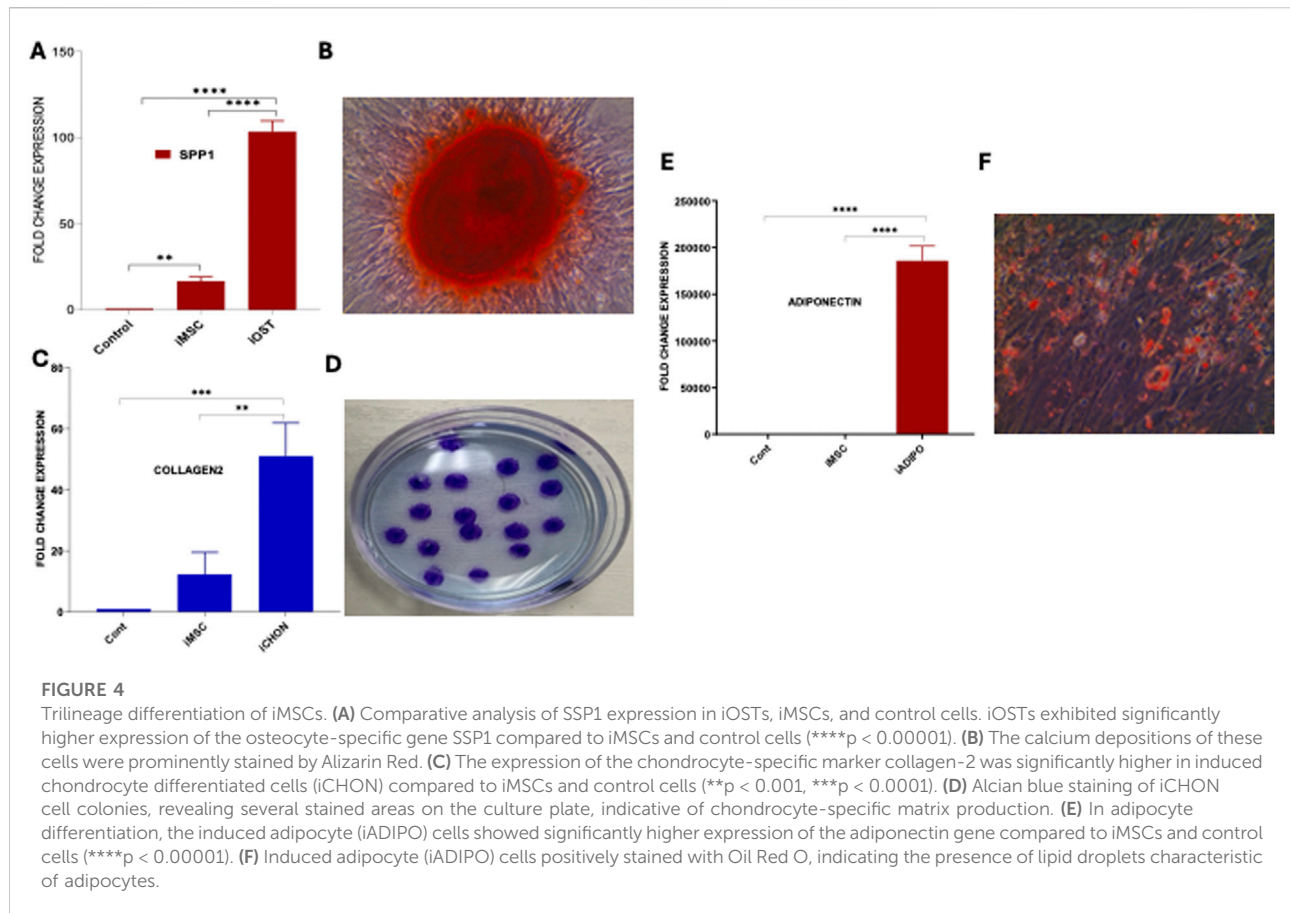 A
150
100
50
0
FOLD CHANGE EXPRESSION
****
****
**
SPP1
Control
iMSC
iOST
B
C
80
60
40
20
0
FOLD CHANGE EXPRESSION
***
**
COLLAGEN2
Cont
iMSC
iCHON
D
E
250000
200000
150000
100000
50000
0
FOLD CHANGE EXPRESSION
****
****
ADIPONECTIN
Cont
iMSC
iADIPO
F
FIGURE 4
Trilineage differentiation of iMSCs. (A) Comparative analysis of SSP1 expression in iOSTs, iMSCs, and control cells. iOSTs exhibited significantly
higher expression of the osteocyte-specific gene SSP1 compared to iMSCs and control cells (****p < 0.00001). (B) The calcium depositions of these
cells were prominently stained by Alizarin Red. (C) The expression of the chondrocyte-specific marker collagen-2 was significantly higher in induced
chondrocyte differentiated cells (iCHON) compared to iMSCs and control cells (**p < 0.001, ***p < 0.0001). (D) Alcian blue staining of iCHON
cell colonies, revealing several stained areas on the culture plate, indicative of chondrocyte-specific matrix production. (E) In adipocyte
differentiation, the induced adipocyte (iADIPO) cells showed significantly higher expression of the adiponectin gene compared to iMSCs and control
cells (****p < 0.00001). (F) Induced adipocyte (iADIPO) cells positively stained with Oil Red O, indicating the presence of lipid droplets characteristic
of adipocytes.